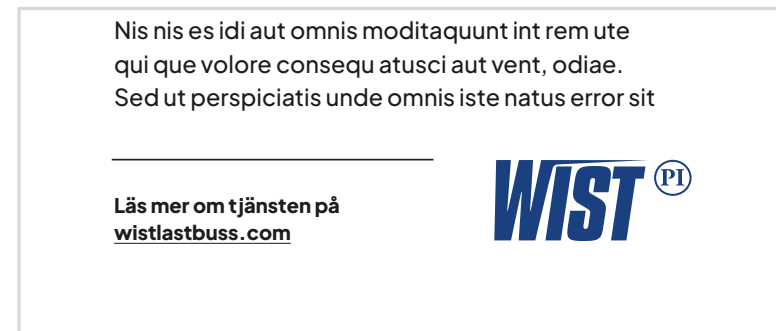 Nis nis es idi aut omnis moditaquunt int rem ute
qui que volore consequ atusci aut vent, odiae.
Sed ut perspiciatis unde omnis iste natus error sit
Läs mer om tjänsten på
wistlastbuss.com
WIST PI